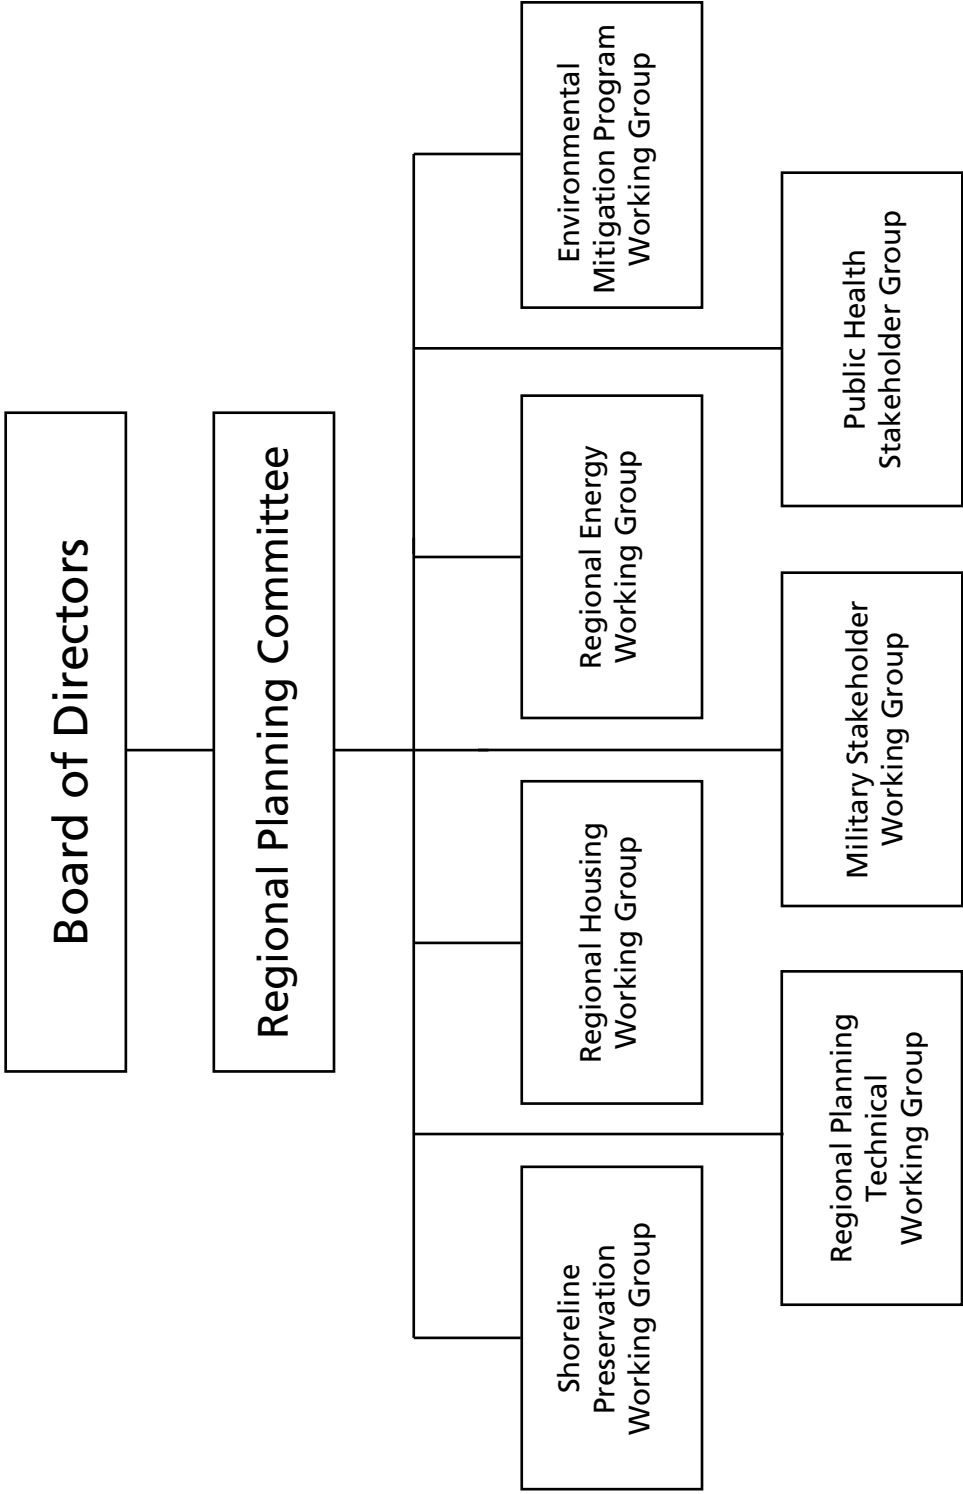 Board of Directors
Regional Planning Committee
Shoreline
Preservation
Working Group
Regional Housing
Working Group
Regional Energy
Working Group
Environmental
Mitigation Program
Working Group
Regional Planning
Technical
Working Group
Military Stakeholder
Working Group
Public Health
Stakeholder Group